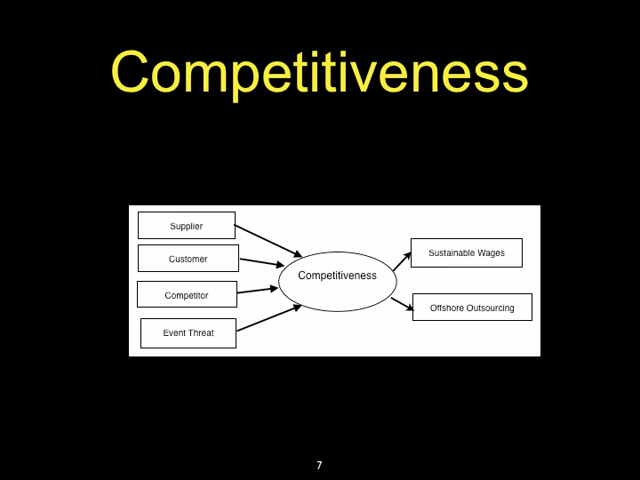 Competitiveness
Supplier
Customer
Competitor
Event Threat
Competitiveness
Sustainable Wages
Offshore Outsourcing
7